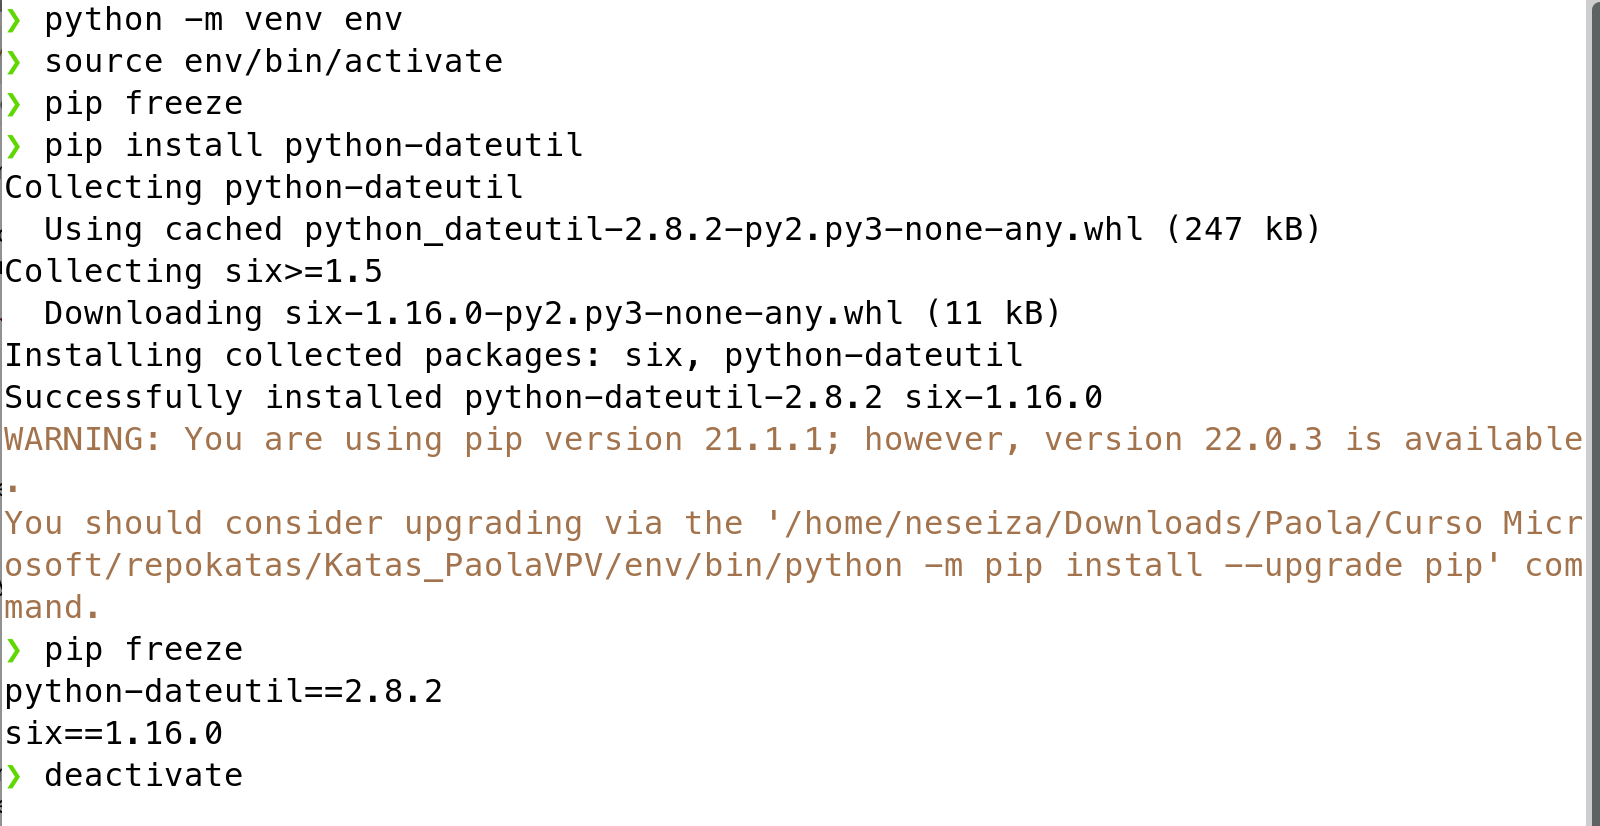 ❯ python -m venv env
❯ source env/bin/activate
❯ pip freeze
❯ pip install python-dateutil
Collecting python-dateutil
  Using cached python_dateutil-2.8.2-py2.py3-none-any.whl (247 kB)
Collecting six>=1.5
  Downloading six-1.16.0-py2.py3-none-any.whl (11 kB)
Installing collected packages: six, python-dateutil
Successfully installed python-dateutil-2.8.2 six-1.16.0
WARNING: You are using pip version 21.1.1; however, version 22.0.3 is available
.
You should consider upgrading via the '/home/neseiza/Downloads/Paola/Curso Micr
osoft/repokatas/Katas_PaolaVPV/env/bin/python -m pip install --upgrade pip' com
mand.
❯ pip freeze
python-dateutil==2.8.2
six==1.16.0
❯ deactivate